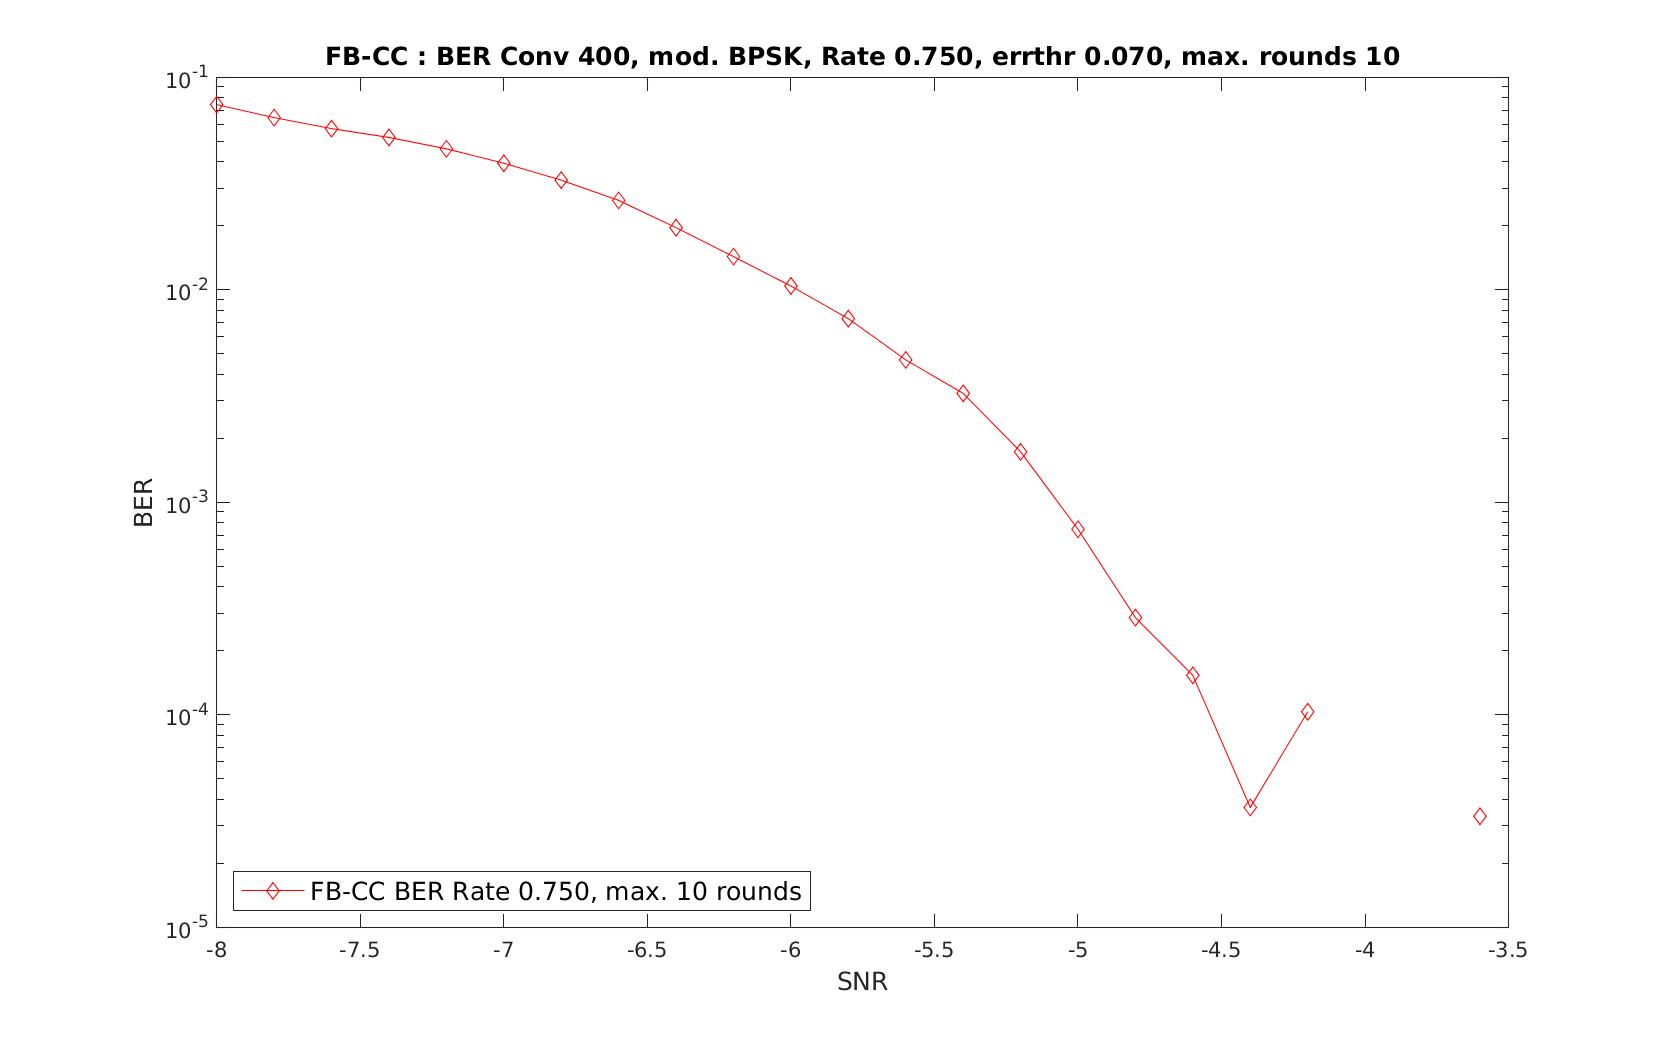 FB-CC : BER Conv 400, mod. BPSK, Rate 0.750, errthr 0.070, max. rounds 10
10^-1
10^-2
10^-3
10^-4
10^-5
BER
FB-CC BER Rate 0.750, max. 10 rounds
-8 -7.5 -7 -6.5 -6 -5.5 -5 -4.5 -4 -3.5
SNR